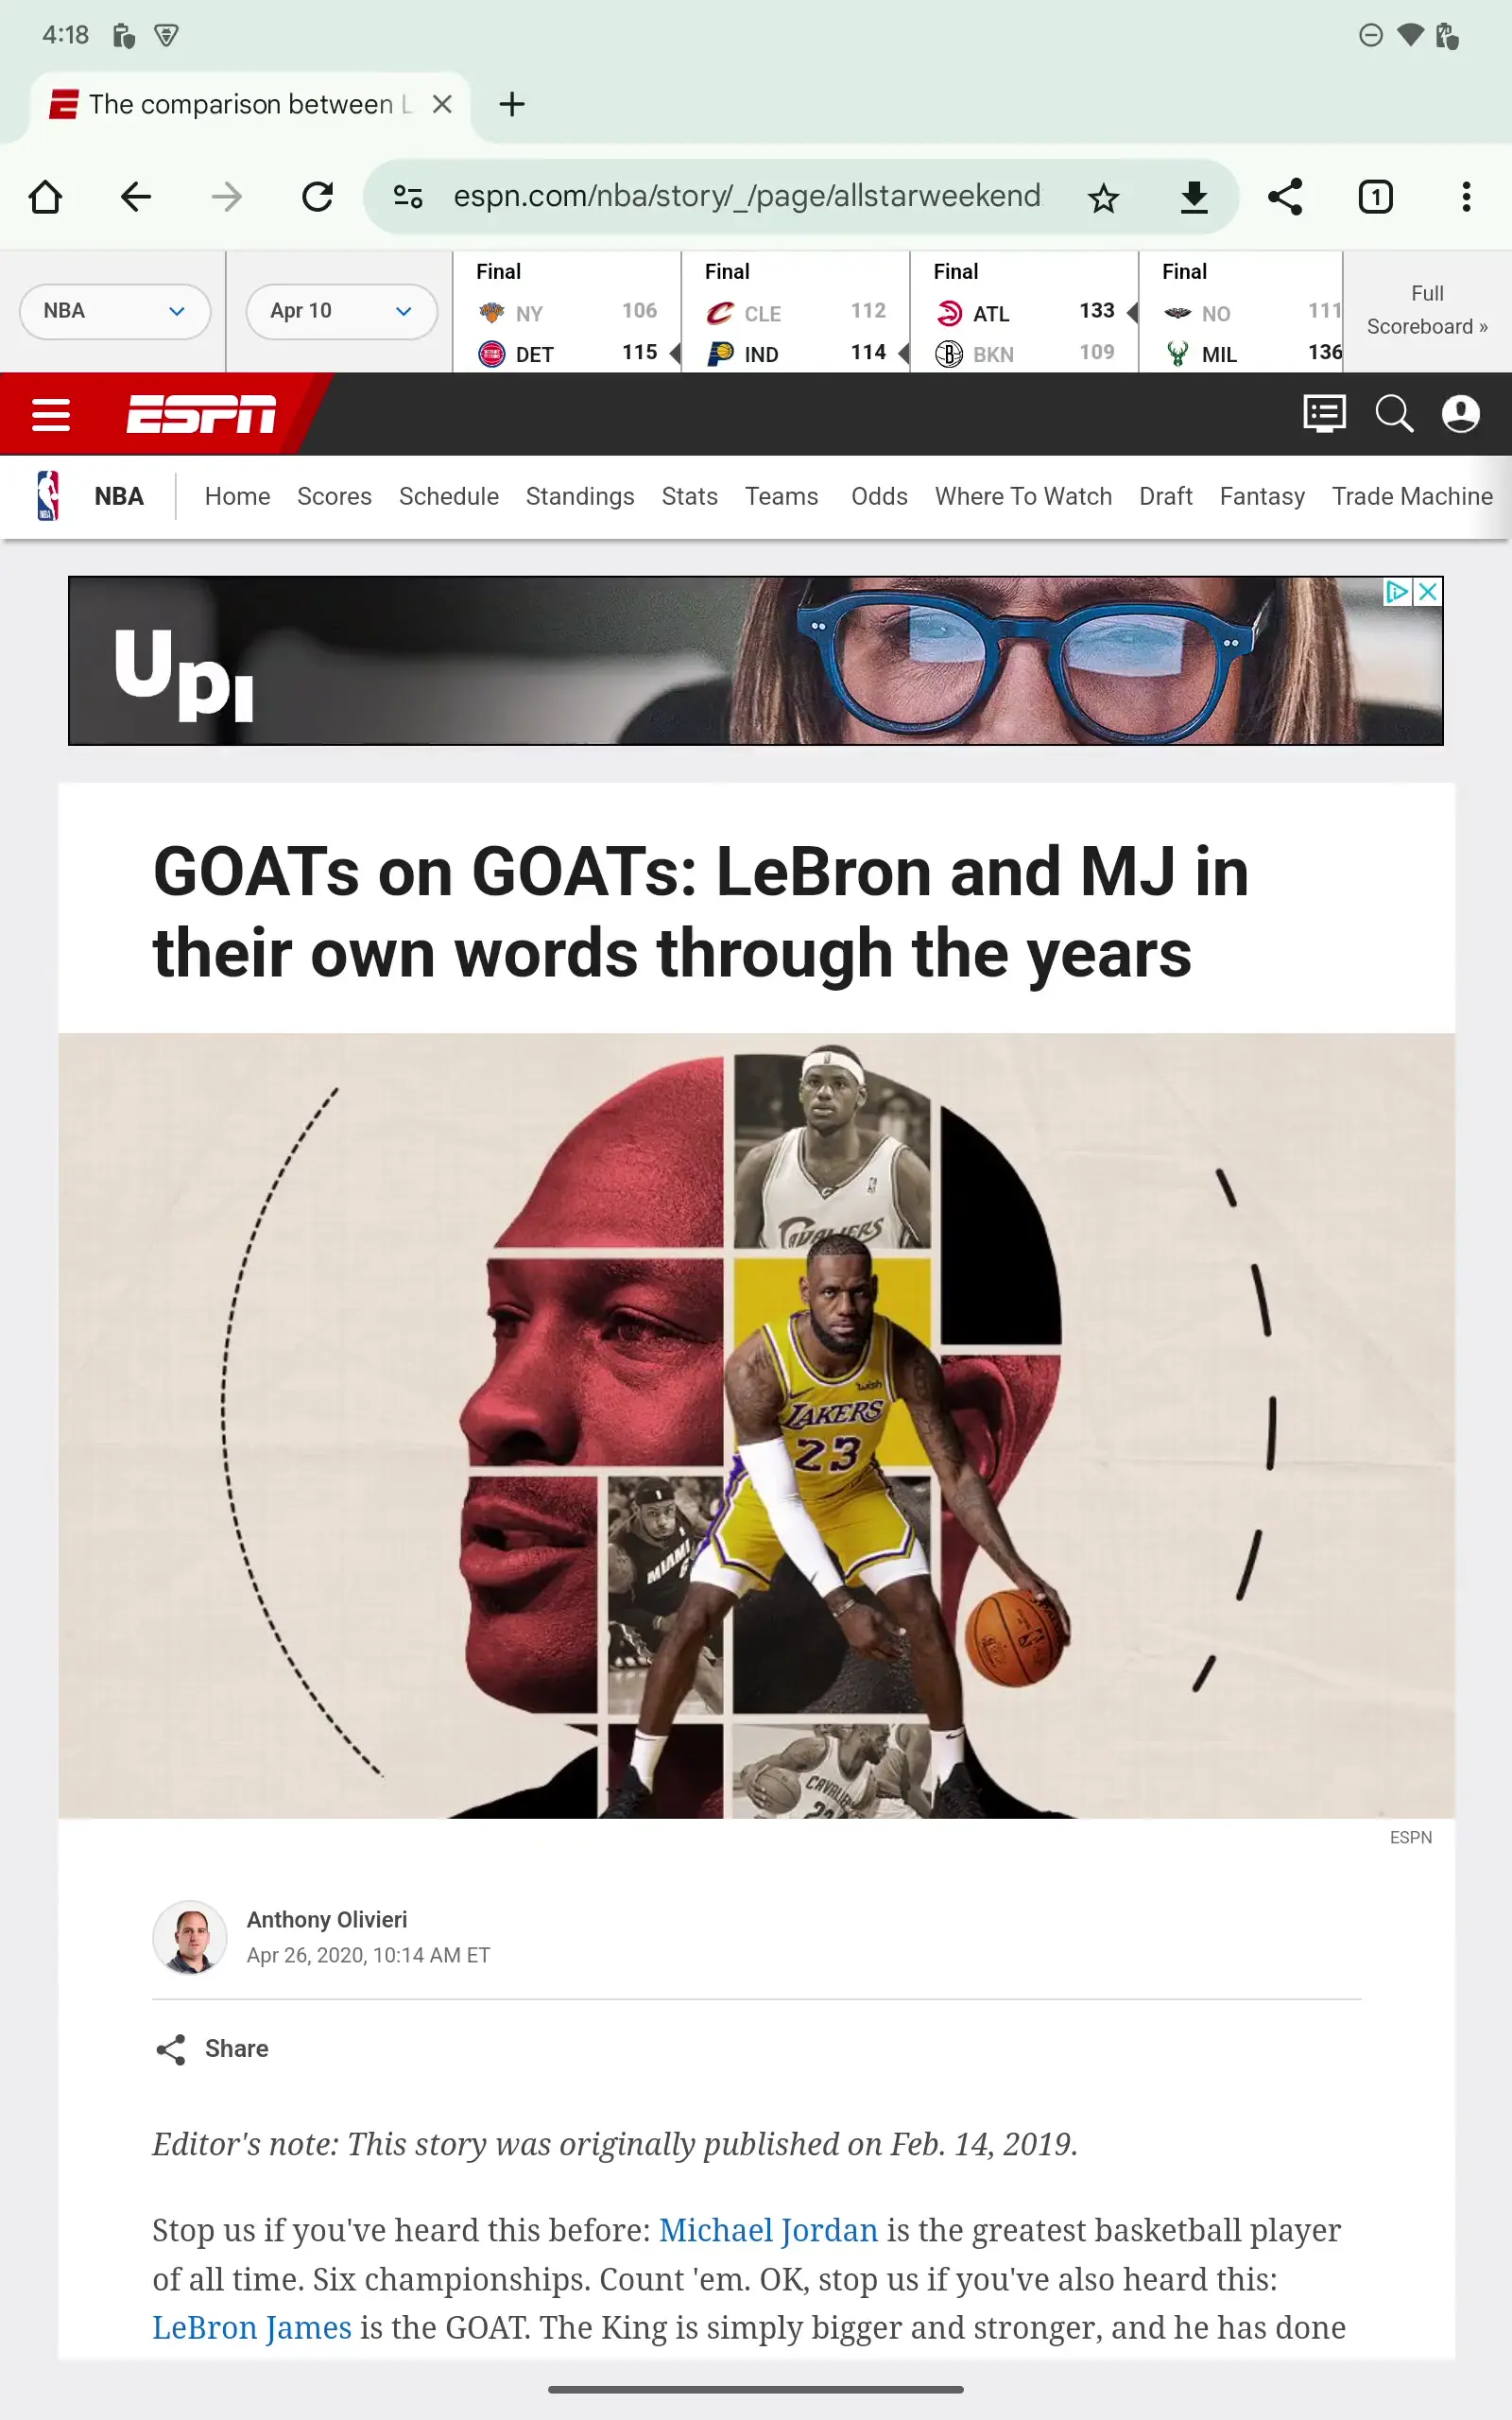 4:18
The comparison between L
espn.com/nba/story/_/page/allstarweekend
1
NBA
Apr 10
Final
NY 106
DET 115
Final
CLE 112
IND 114
Final
ATL 133
BKN 109
Final
NO 111
MIL 136
Full
Scoreboard »
ESPN
NBA Home Scores Schedule Standings Stats Teams Odds Where To Watch Draft Fantasy Trade Machine
Up
GOATs on GOATs: LeBron and MJ in
their own words through the years
CAVALIERS
wish
LAKERS
23
MIAMI
6
CAVALIERS
23
ESPN
Anthony Olivieri
Apr 26, 2020, 10:14 AM ET
Share
Editor's note: This story was originally published on Feb. 14, 2019.
Stop us if you've heard this before: Michael Jordan is the greatest basketball player
of all time. Six championships. Count 'em. OK, stop us if you've also heard this:
LeBron James is the GOAT. The King is simply bigger and stronger, and he has done